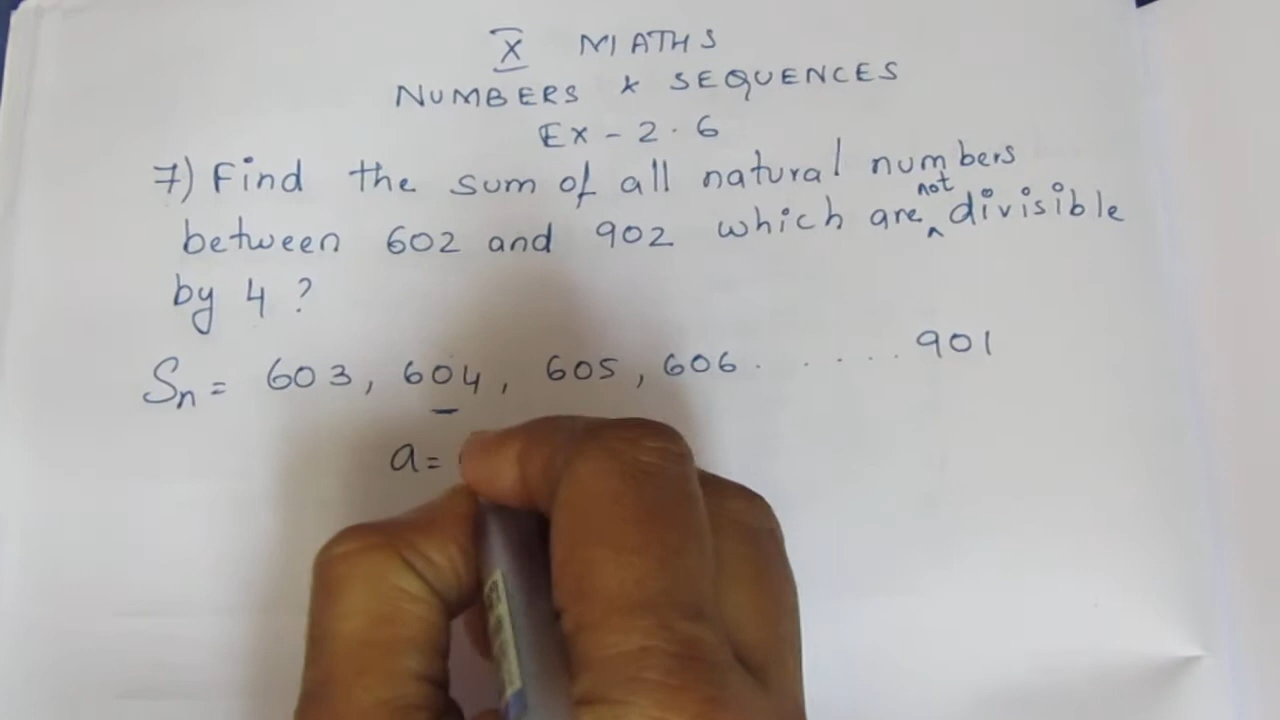 X MATHS
NUMBERS & SEQUENCES
EX-2.6
7) Find the sum of all natural numbers
between 602 and 902 which are not divisible
by 4 ?
Sn = 603, 604, 605, 606 . . . . . . 901
a =